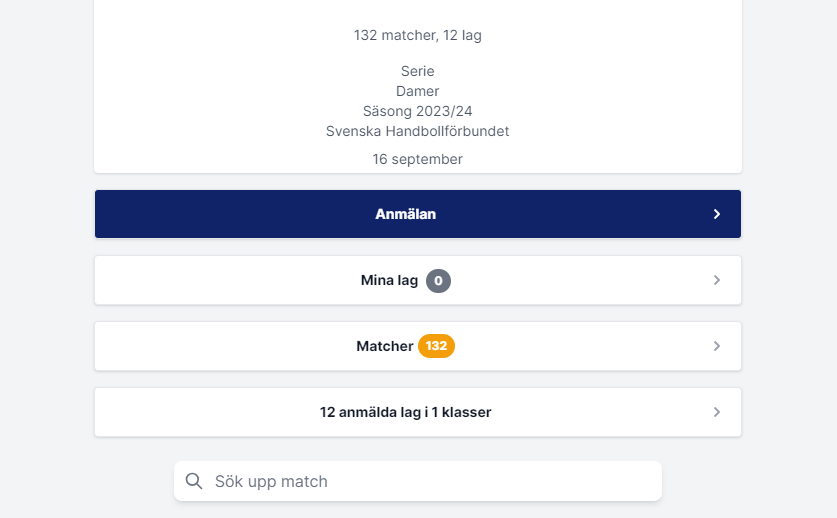 132 matcher, 12 lag
Serie
Damer
Säsong 2023/24
Svenska Handbollförbundet
16 september
Anmälan
Mina lag 0
Matcher 132
12 anmälda lag i 1 klasser
Sök upp match